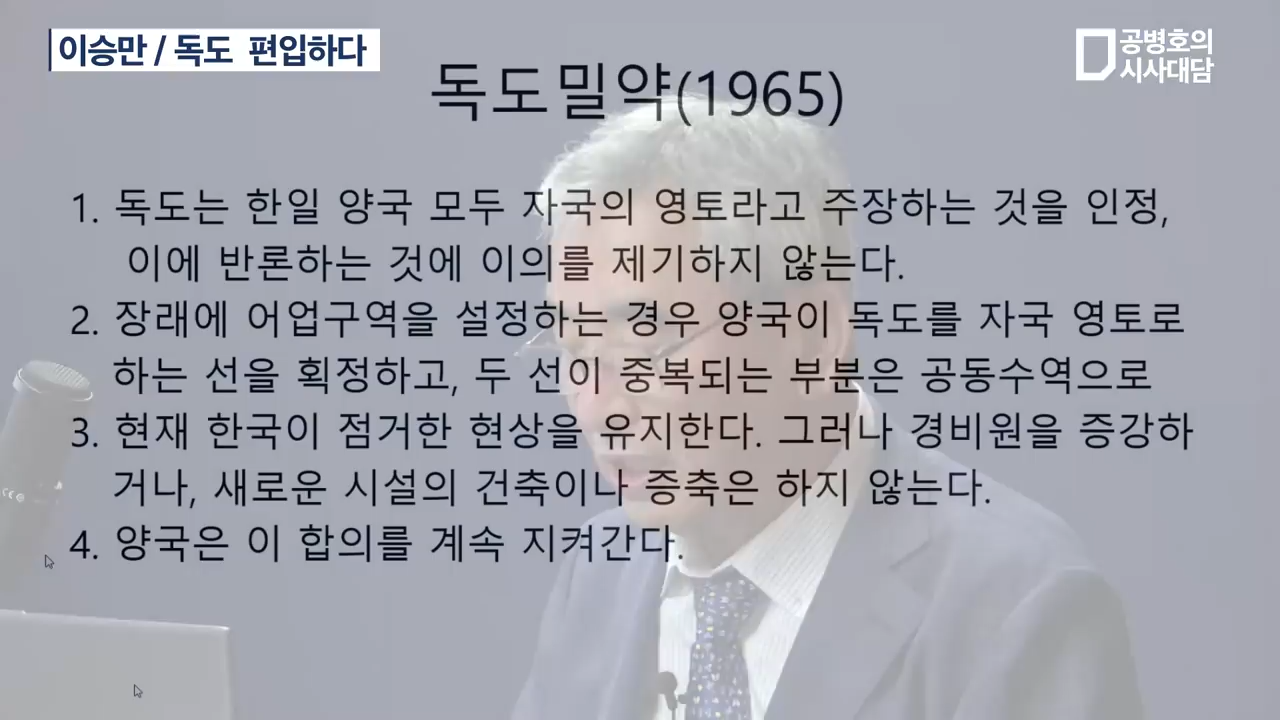 이승만 / 독도 편입하다
공병호의
시사대담
독도밀약(1965)
1. 독도는 한일 양국 모두 자국의 영토라고 주장하는 것을 인정,
이에 반론하는 것에 이의를 제기하지 않는다.
2. 장래에 어업구역을 설정하는 경우 양국이 독도를 자국 영토로
하는 선을 획정하고, 두 선이 중복되는 부분은 공동수역으로
3. 현재 한국이 점거한 현상을 유지한다. 그러나 경비원을 증강하
거나, 새로운 시설의 건축이나 증축은 하지 않는다.
4. 양국은 이 합의를 계속 지켜간다.